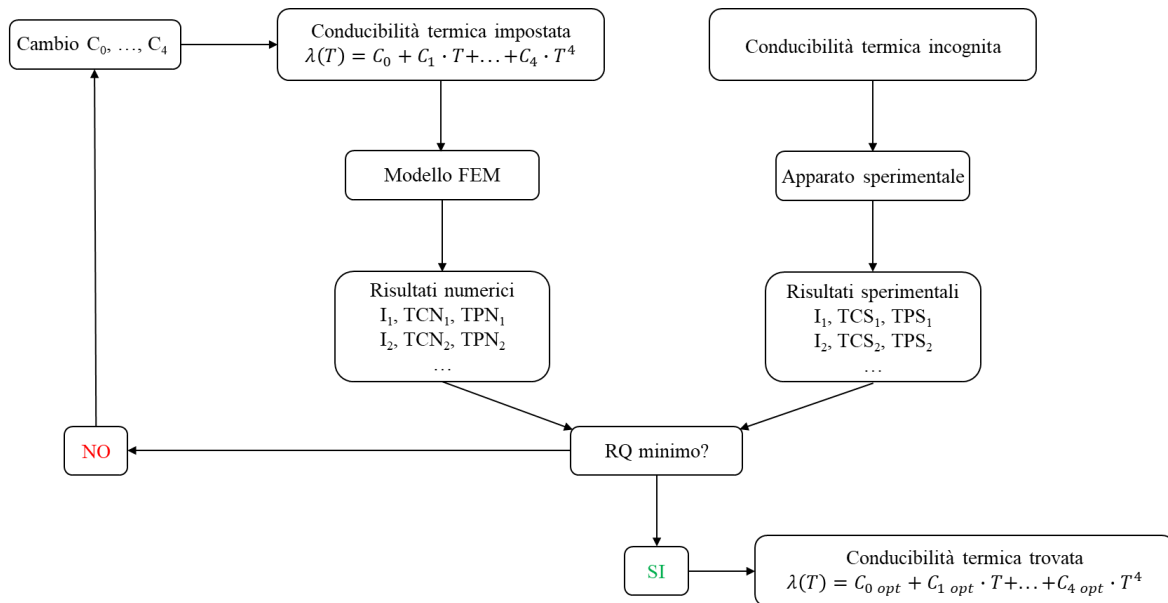 Cambio C₀, …, C₄
Conducibilità termica impostata
λ(T) = C₀ + C₁ · T+…+C₄ · T⁴
Conducibilità termica incognita
Modello FEM
Apparato sperimentale
Risultati numerici
I₁, TCN₁, TPN₁
I₂, TCN₂, TPN₂
…
Risultati sperimentali
I₁, TCS₁, TPS₁
I₂, TCS₂, TPS₂
…
NO
RQ minimo?
SI
Conducibilità termica trovata
λ(T) = C₀ ₒₚₜ + C₁ ₒₚₜ · T+…+C₄ ₒₚₜ · T⁴